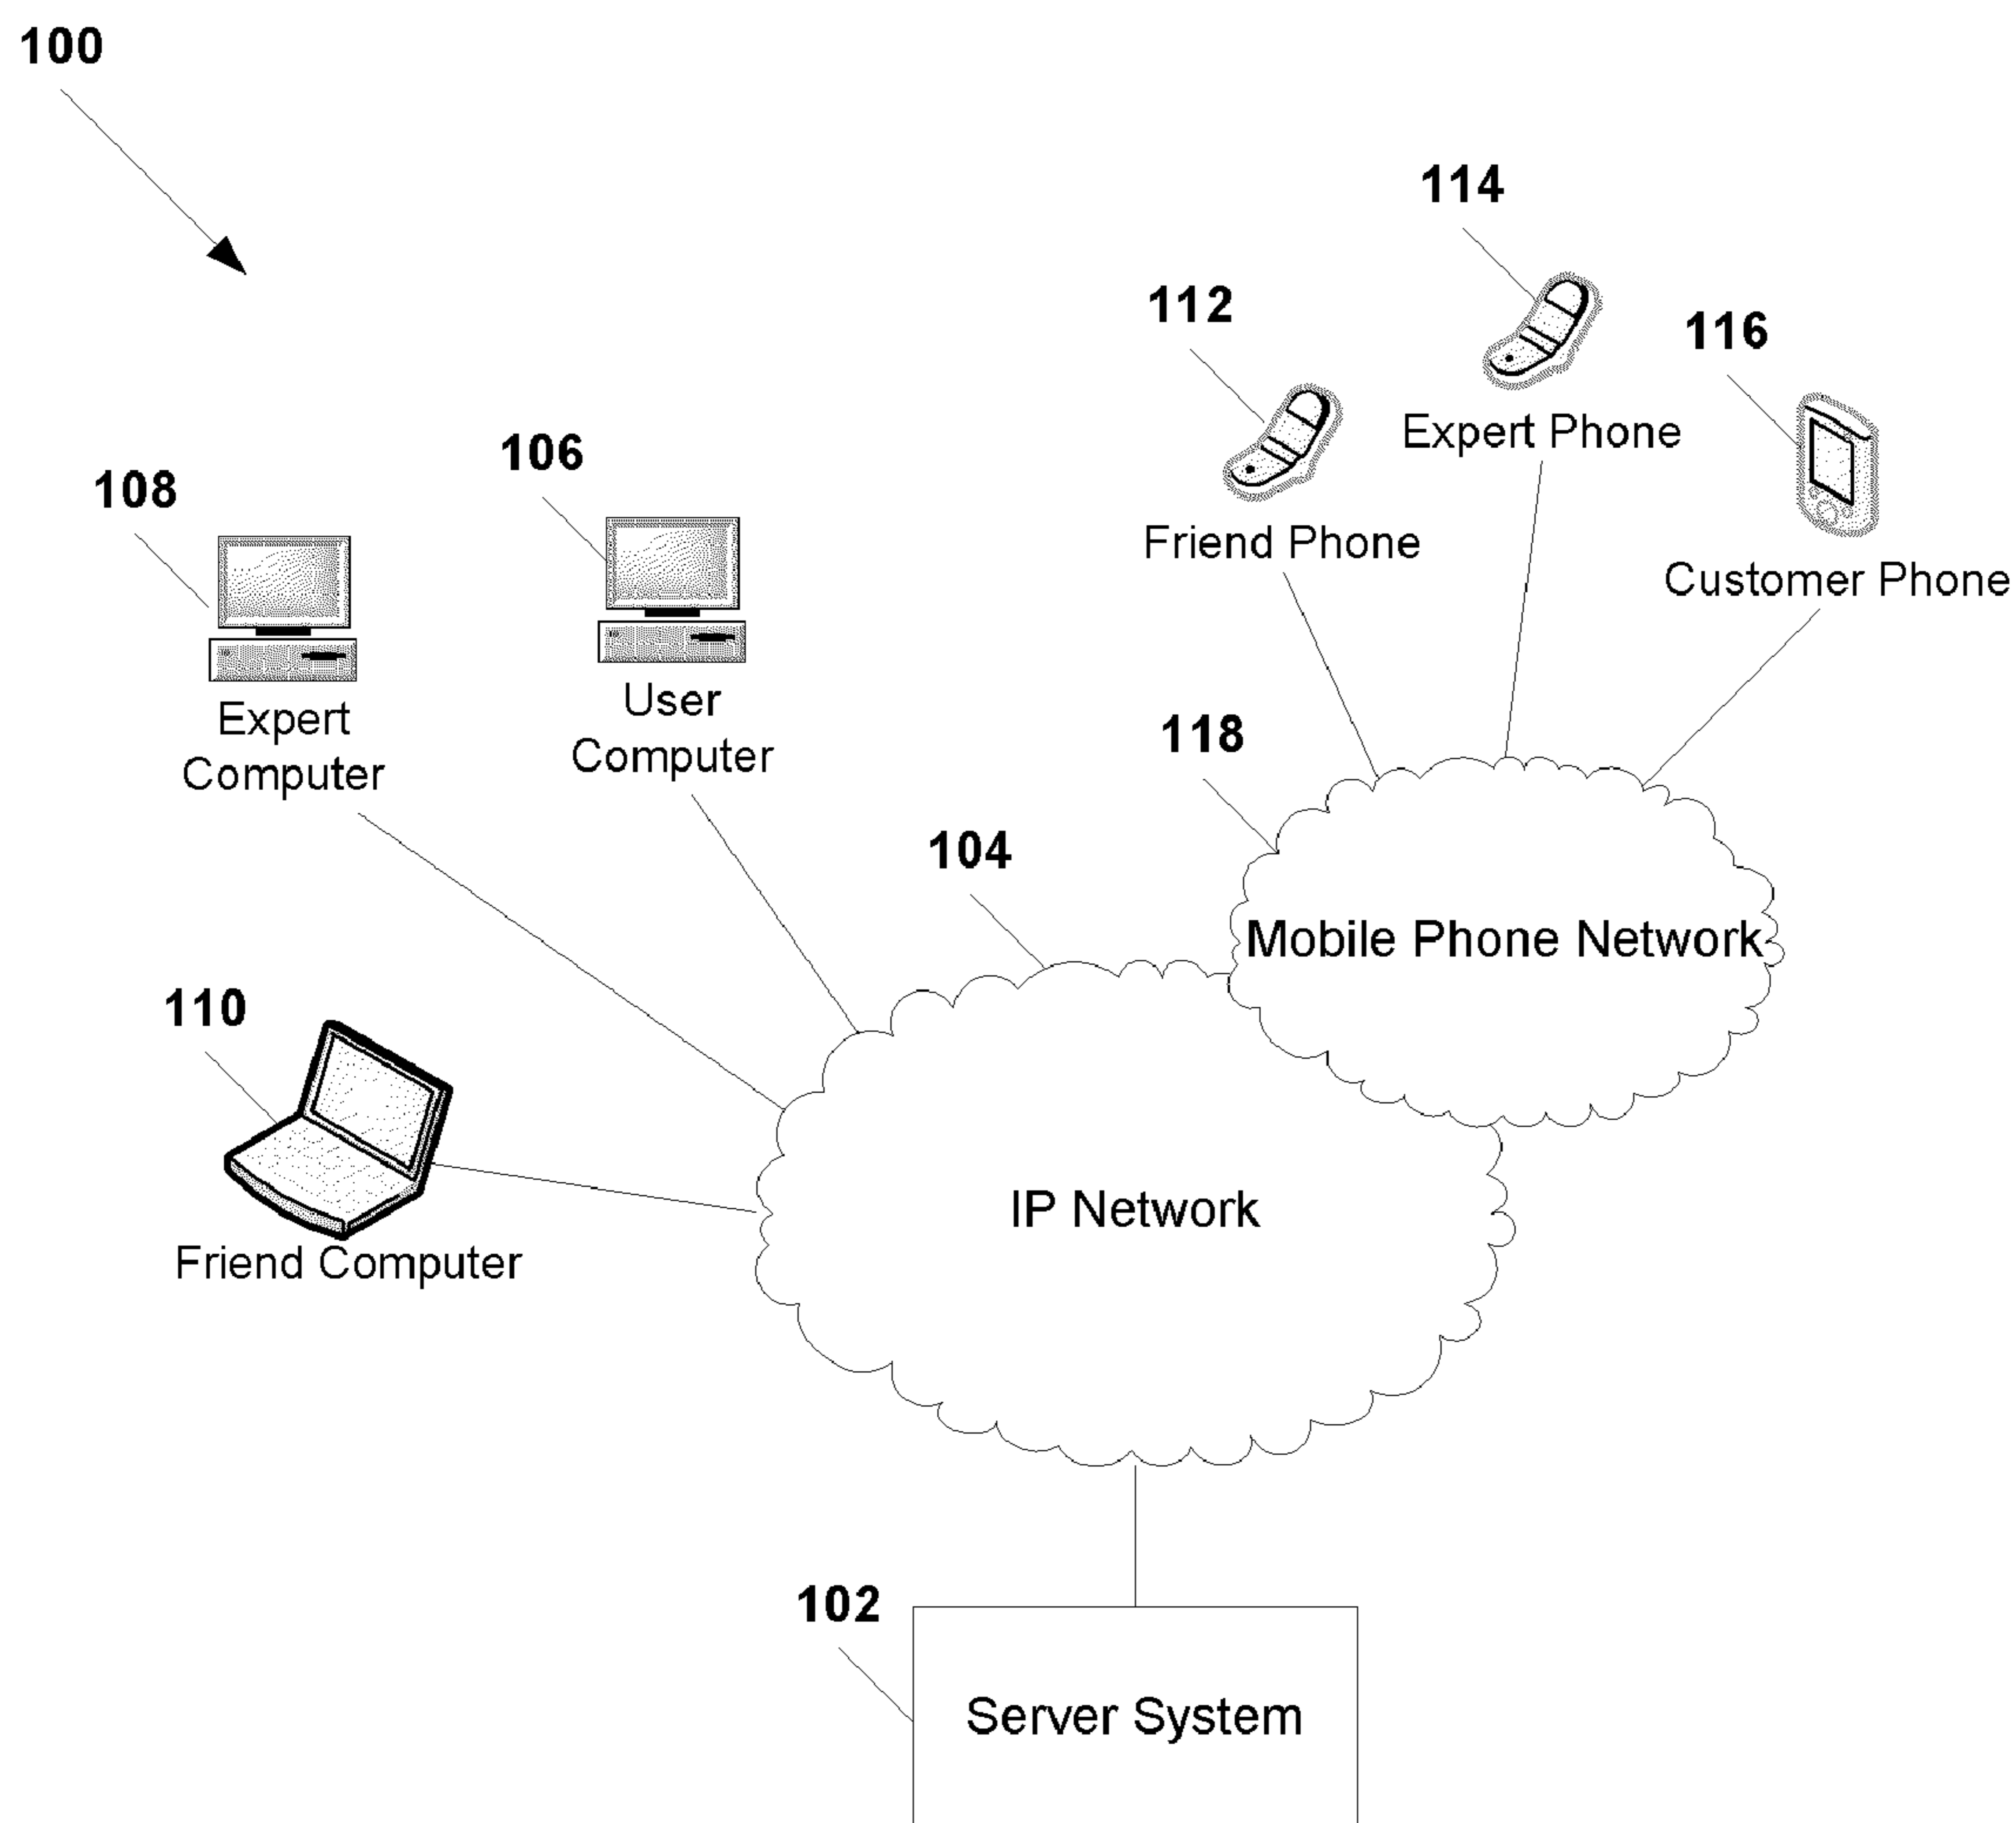 100
114
112
116
Expert Phone
106
108
Friend Phone
Customer Phone
User
Computer
Expert
Computer
118
104
Mobile Phone Network
110
IP Network
Friend Computer
102
Server System